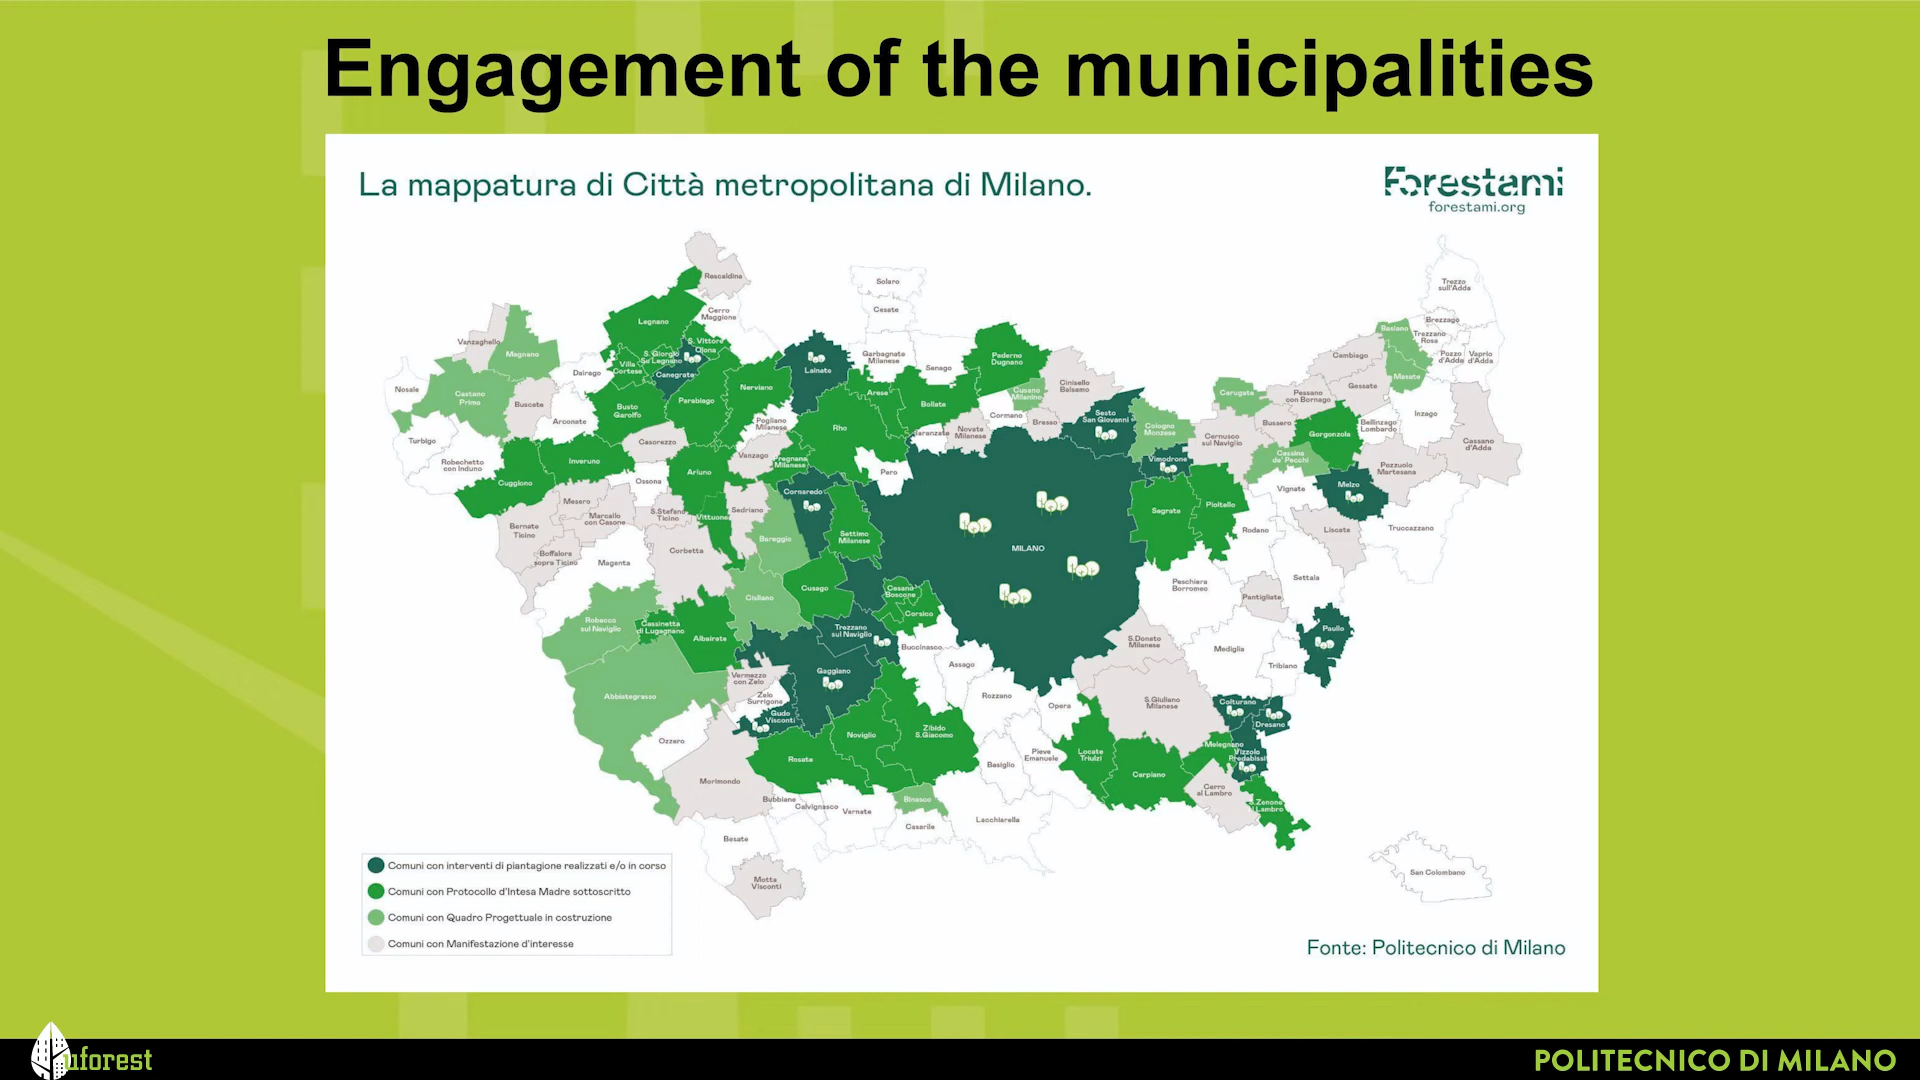 Engagement of the municipalities
La mappatura di Città metropolitana di Milano.
Forestami
forestami.org
Rescaldina
Solaro
Trezzo
sull'Adda
Cesate
Cerro
Maggione
Legnano
Brezzago
Basiano
Trezzano
Rosa
Vanzaghello
Magnano
S. Vittore
Olona
S. Giorgio
Su Legnano
Garbagnate
Milanese
Paderno
Dugnano
Cambiago
Pozzo
d'Adda
Vaprio
d'Adda
Villa
Cortese
Canegrate
Lainate
Senago
Dairago
Masate
Nosale
Castano
Primo
Nerviano
Arese
Cusano
Milanino
Cinisello
Balsamo
Carugate
Pessano
con Bornago
Gessate
Buscate
Busto
Garolfo
Parabiago
Bollate
Inzago
Arconate
Pogliano
Milanese
Rho
Cormano
Bresso
Sesto
San Giovanni
Cologno
Monzese
Bussero
Bellinzago
Lombardo
Turbigo
Casorezzo
Baranzate
Novate
Milanese
Cernusco
sul Naviglio
Gorgonzola
Cassano
d'Adda
Robechetto
con Induno
Inveruno
Vanzago
Pregnana
Milanese
Vimodrone
Cassina
de' Pecchi
Pozzuolo
Martesana
Cuggiono
Ossona
Arluno
Pero
Melzo
Vignate
Mesero
Cornaredo
Segrate
Pioltello
Marcallo
con Casone
S.Stefano
Ticino
Vittuone
Sedriano
Bernate
Ticino
Settimo
Milanese
Rodano
Liscate
Truccazzano
Bareggio
MILANO
Boffalora
sopra Ticino
Corbetta
Magenta
Settala
Cisliano
Cusago
Cesano
Boscone
Corsico
Peschiera
Borromeo
Pantigliate
Robecco
sul Naviglio
Cassinetta
di Lugagnano
Albairate
Trezzano
sul Naviglio
Paullo
S.Donato
Milanese
Buccinasco
Mediglia
Assago
Tribiano
Vermezzo
con Zelo
Gaggiano
Abbiategrasso
Zelo
Surrigone
Rozzano
Opera
S.Giuliano
Milanese
Colturano
Gudo
Visconti
Dresano
Ozzero
Noviglio
Zibido
S.Giacomo
Melegnano
Vizzolo
Predabissi
Rosate
Basiglio
Pieve
Emanuele
Locate
Triulzi
Carpiano
Morimondo
Cerro
al Lambro
Bubbiano
Calvignasco
Vernate
Binasco
S.Zenone
al Lambro
Casarile
Lacchiarella
Besate
Motta
Visconti
San Colombano
Comuni con interventi di piantagione realizzati e/o in corso
Comuni con Protocollo d'Intesa Madre sottoscritto
Comuni con Quadro Progettuale in costruzione
Comuni con Manifestazione d'interesse
Fonte: Politecnico di Milano
uforest
POLITECNICO DI MILANO